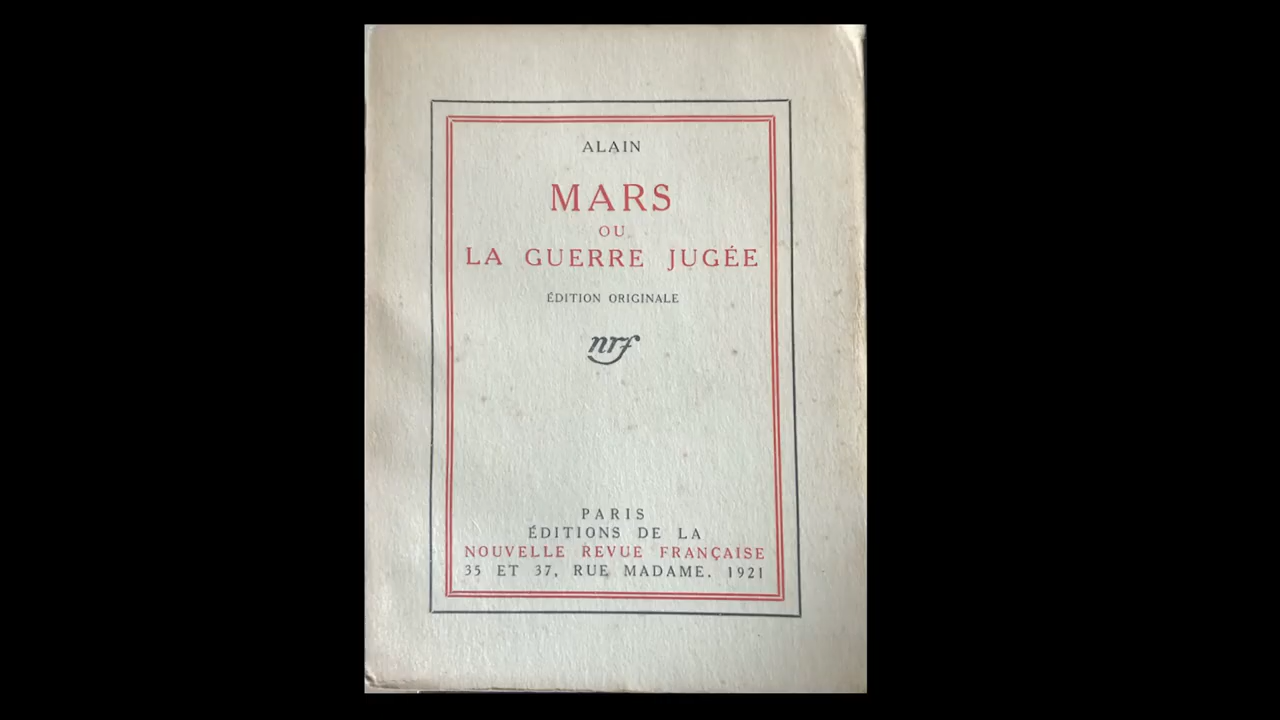 ALAIN
MARS
OU
LA GUERRE JUGÉE
ÉDITION ORIGINALE
nrf
PARIS
ÉDITIONS DE LA
NOUVELLE REVUE FRANÇAISE
35 ET 37, RUE MADAME. 1921